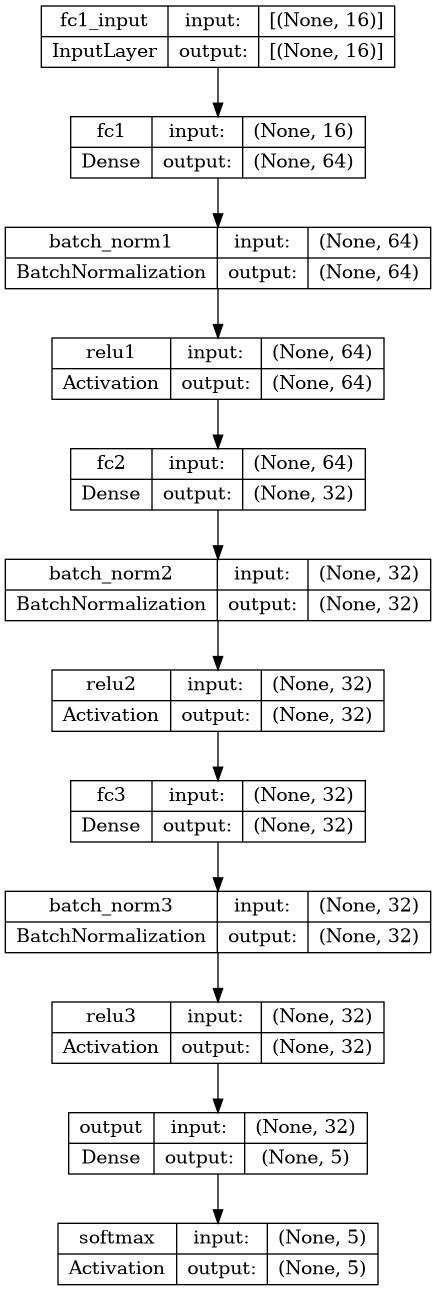 fc1_input input: [(None, 16)]
InputLayer output: [(None, 16)]
fc1 input: (None, 16)
Dense output: (None, 64)
batch_norm1 input: (None, 64)
BatchNormalization output: (None, 64)
relu1 input: (None, 64)
Activation output: (None, 64)
fc2 input: (None, 64)
Dense output: (None, 32)
batch_norm2 input: (None, 32)
BatchNormalization output: (None, 32)
relu2 input: (None, 32)
Activation output: (None, 32)
fc3 input: (None, 32)
Dense output: (None, 32)
batch_norm3 input: (None, 32)
BatchNormalization output: (None, 32)
relu3 input: (None, 32)
Activation output: (None, 32)
output input: (None, 32)
Dense output: (None, 5)
softmax input: (None, 5)
Activation output: (None, 5)